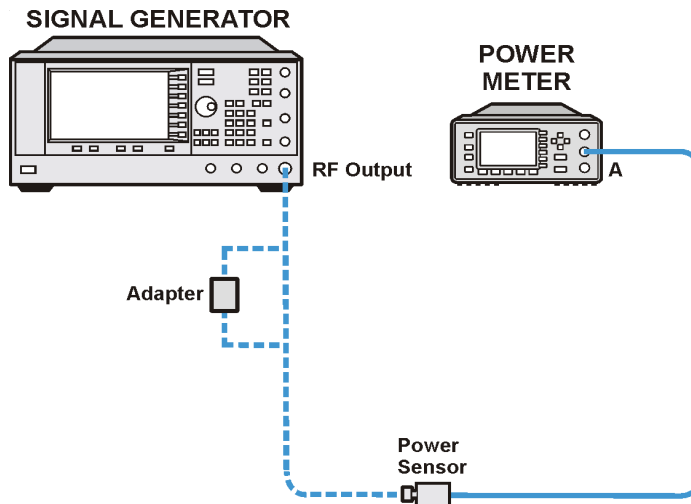 SIGNAL GENERATOR
POWER
METER
RF Output
A
Adapter
Power
Sensor